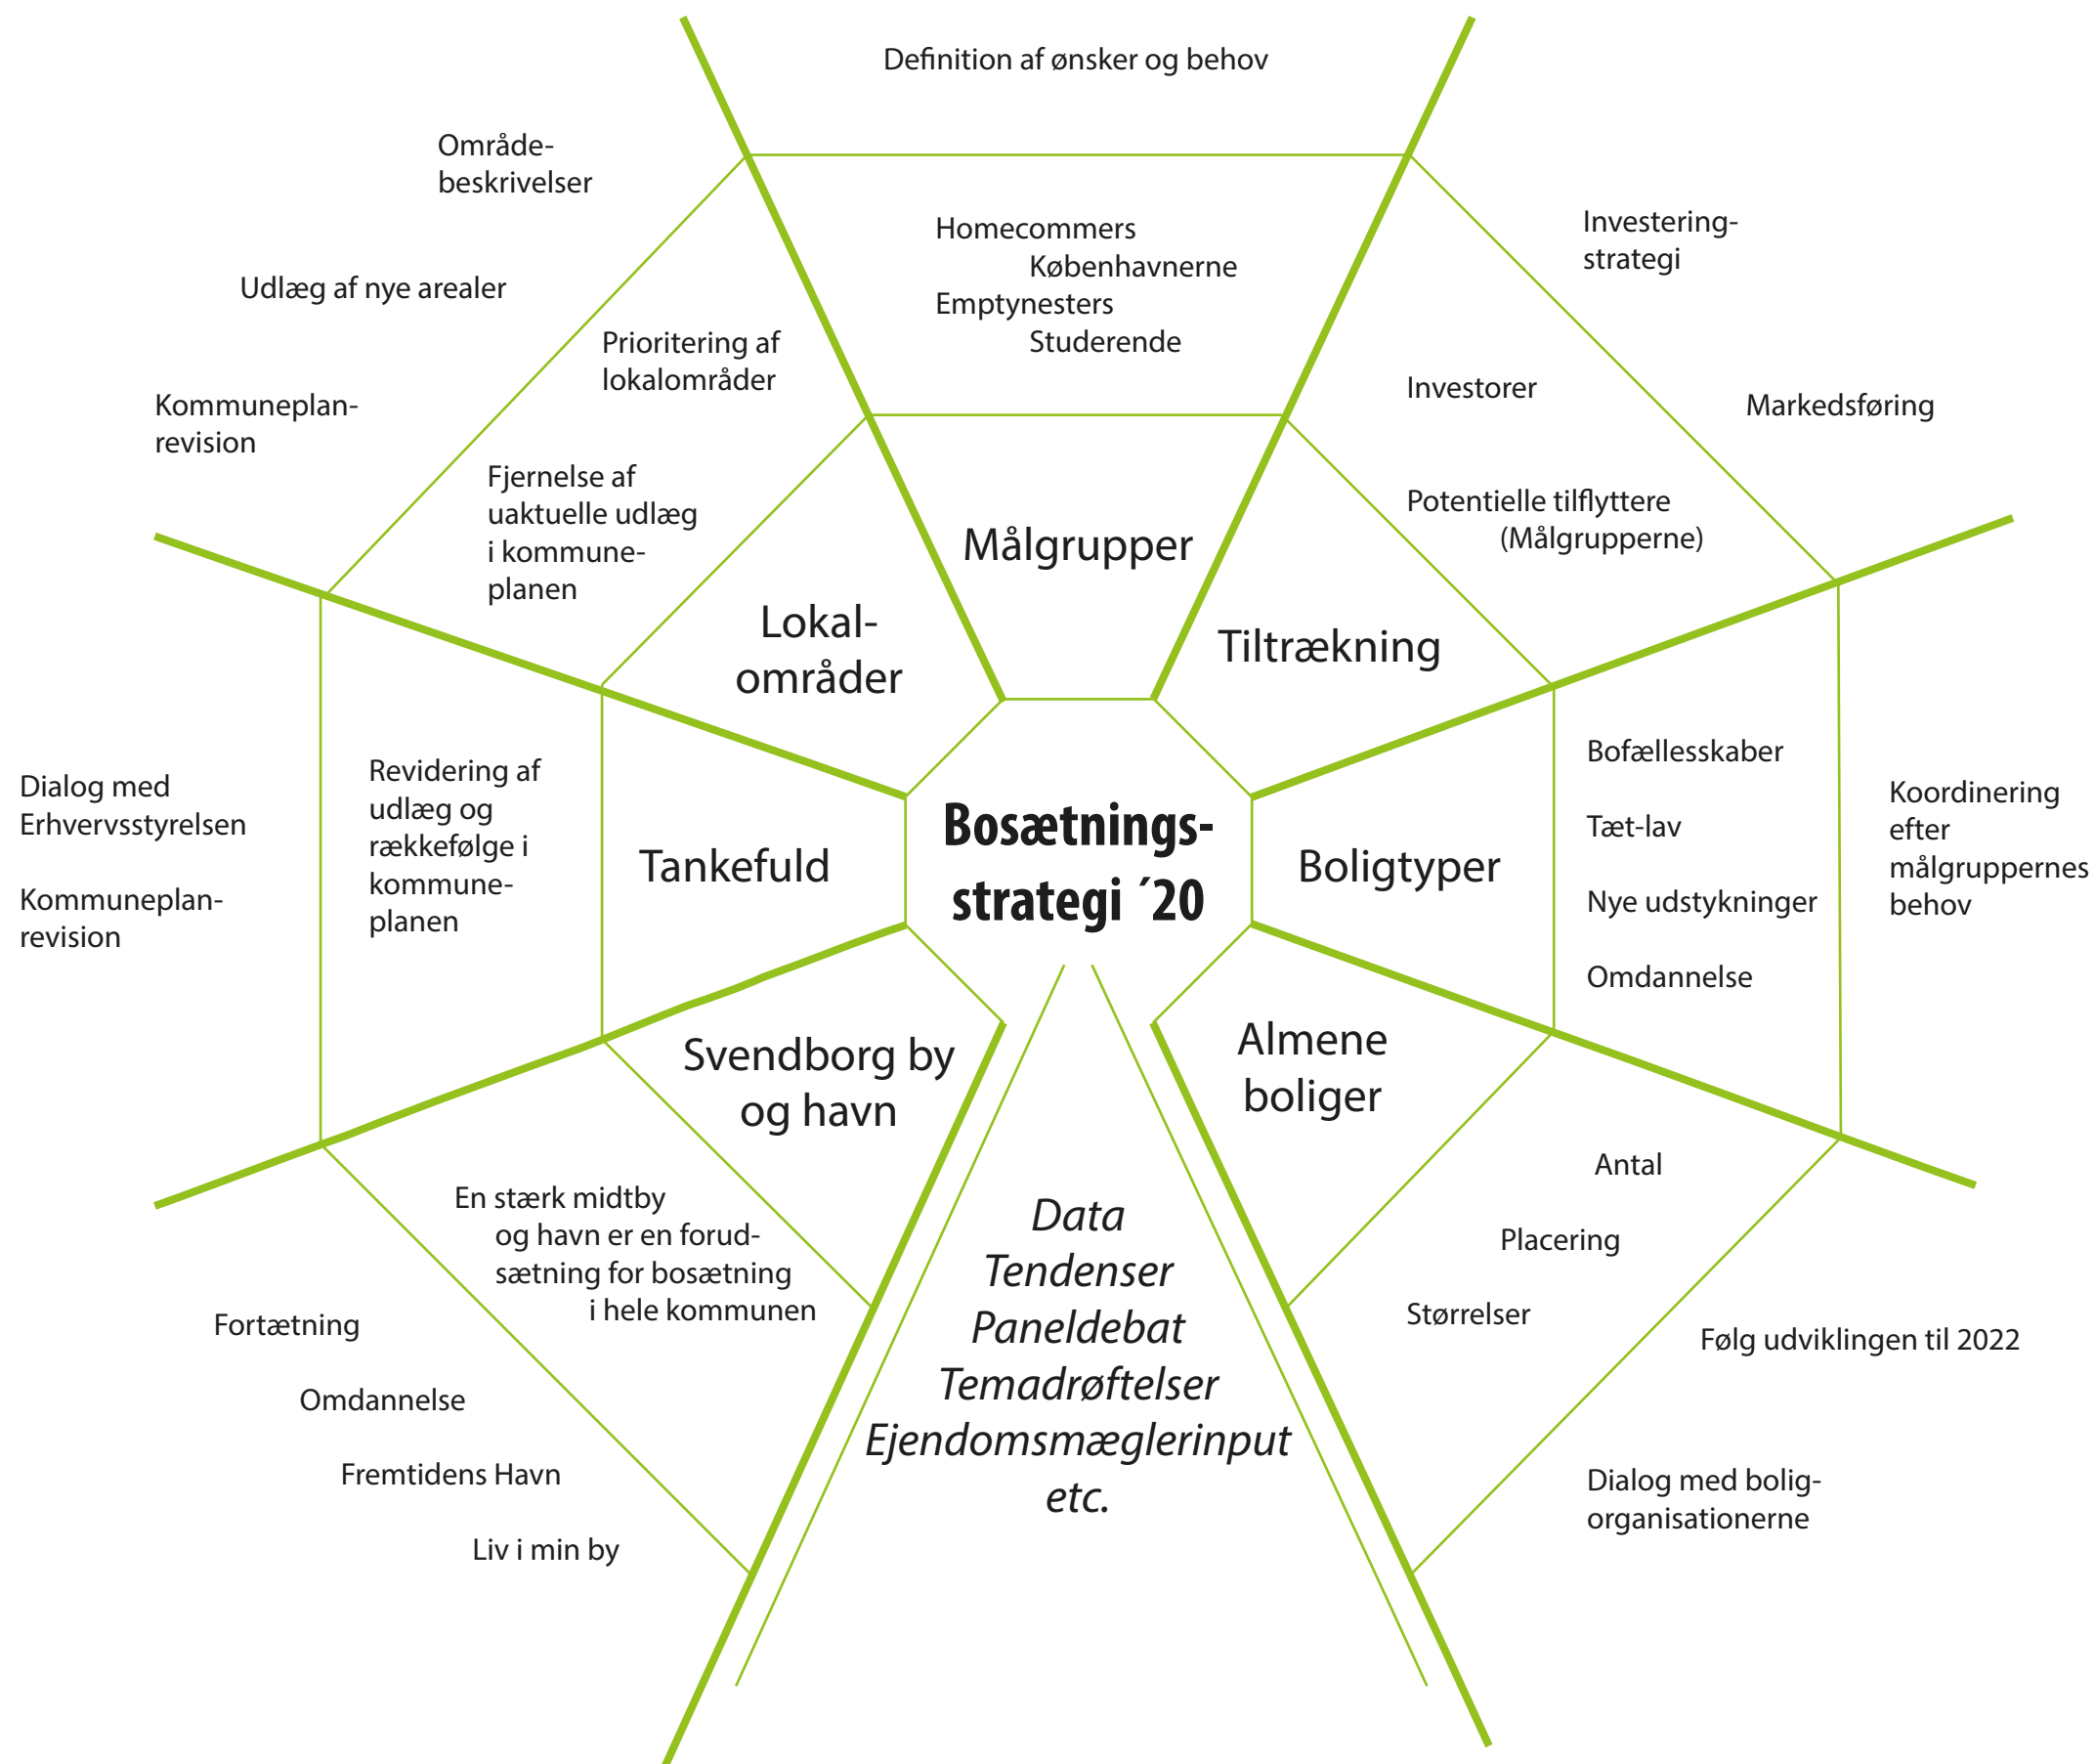 Definition af ønsker og behov
Område-
beskrivelser
Udlæg af nye arealer
Kommuneplan-
revision
Prioritering af
lokalområder
Fjernelse af
uaktuelle udlæg
i kommune-
planen
Lokal-
områder
Homecommers
Københavnerne
Emptynesters
Studerende
Målgrupper
Investering-
strategi
Markedsføring
Investorer
Potentielle tilflyttere
(Målgrupperne)
Tiltrækning
Dialog med
Erhvervsstyrelsen
Kommuneplan-
revision
Revidering af
udlæg og
rækkefølge i
kommune-
planen
Tankefuld
Bosætnings-
strategi ´20
Boligtyper
Bofællesskaber
Tæt-lav
Nye udstykninger
Omdannelse
Koordinering
efter
målgruppernes
behov
Svendborg by
og havn
En stærk midtby
og havn er en forud-
sætning for bosætning
i hele kommunen
Fortætning
Omdannelse
Fremtidens Havn
Liv i min by
Data
Tendenser
Paneldebat
Temadrøftelser
Ejendomsmæglerinput
etc.
Almene
boliger
Antal
Placering
Størrelser
Følg udviklingen til 2022
Dialog med bolig-
organisationerne